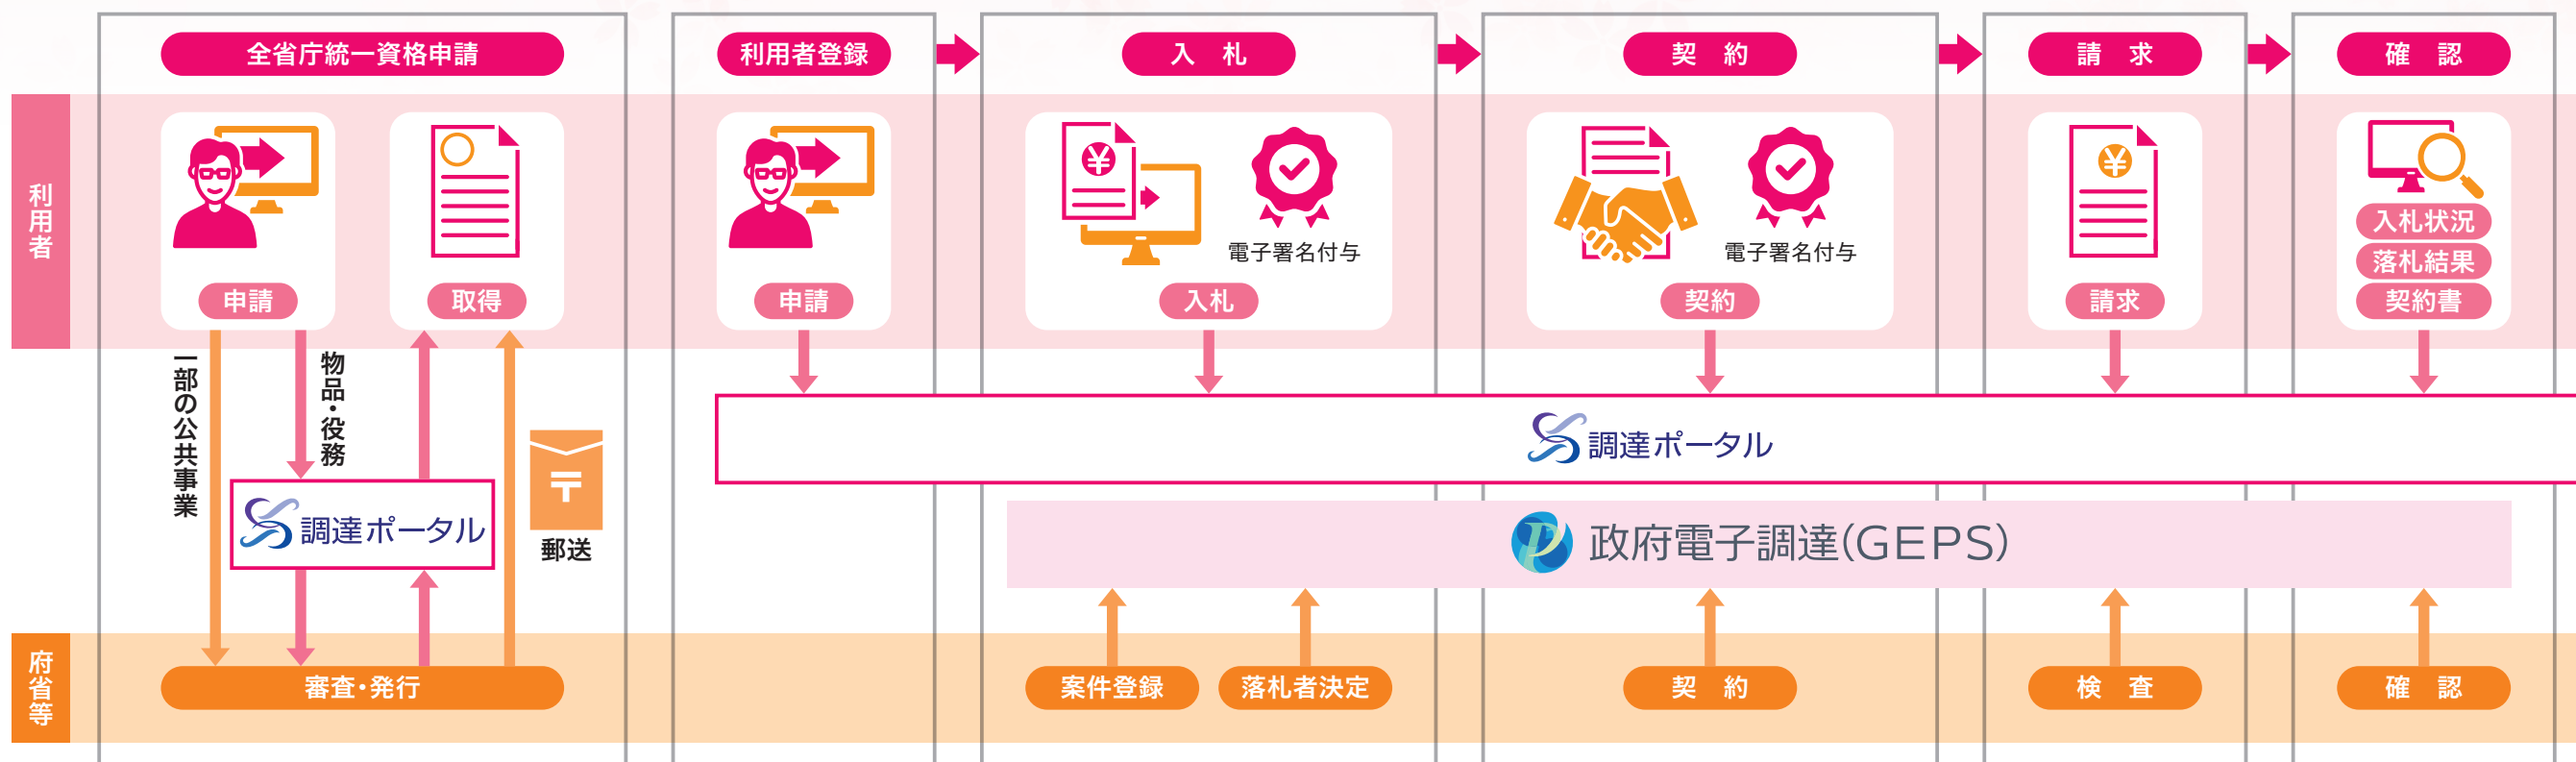 全省庁統一資格申請
利用者登録
入　札
契　約
請　求
確　認
利用者
申請
取得
申請
電子署名付与
入札
電子署名付与
契約
請求
入札状況
落札結果
契約書
一部の公共事業
物品・役務
調達ポータル
郵送
調達ポータル
政府電子調達(GEPS)
府省等
審査・発行
案件登録
落札者決定
契　約
検　査
確　認